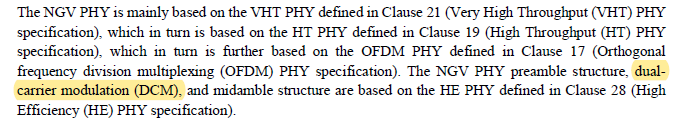 The NGV PHY is mainly based on the VHT PHY defined in Clause 21 (Very High Throughput (VHT) PHY
specification), which in turn is based on the HT PHY defined in Clause 19 (High Throughput (HT) PHY
specification), which in turn is further based on the OFDM PHY defined in Clause 17 (Orthogonal
frequency division multiplexing (OFDM) PHY specification). The NGV PHY preamble structure, dual-
carrier modulation (DCM), and midamble structure are based on the HE PHY defined in Clause 28 (High
Efficiency (HE) PHY specification).